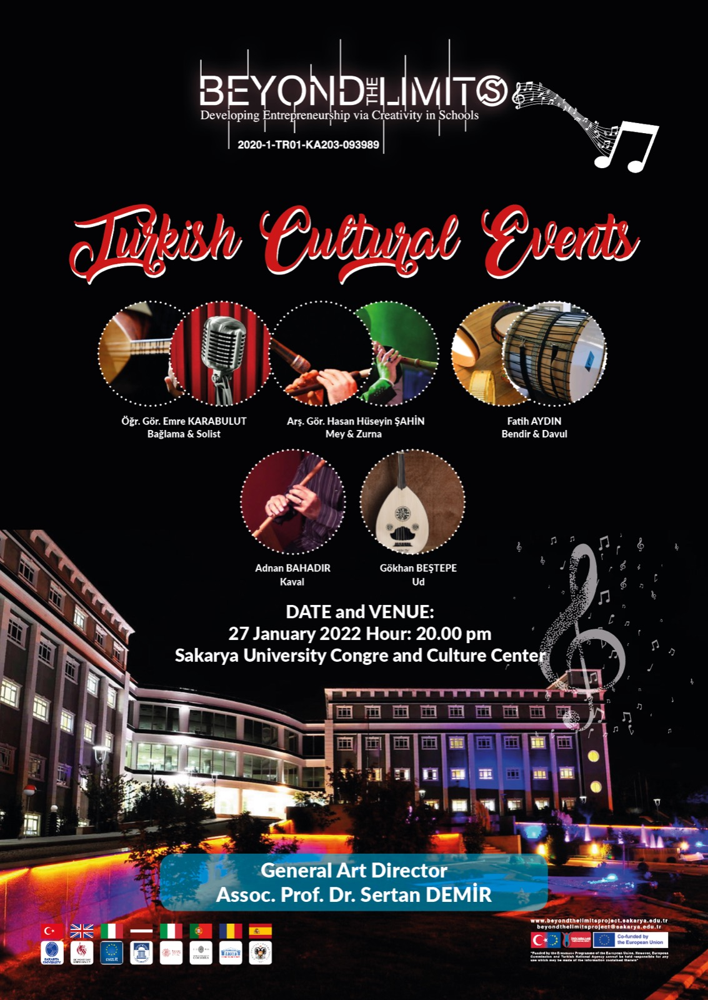 BEYOND THE LIMITS
Developing Entrepreneurship via Creativity in Schools
2020-1-TR01-KA203-093989
Turkish Cultural Events
Öğr. Gör. Emre KARABULUT
Bağlama & Solist
Arş. Gör. Hasan Hüseyin ŞAHİN
Mey & Zurna
Fatih AYDIN
Bendir & Davul
Adnan BAHADIR
Kaval
Gökhan BEŞTEPE
Ud
DATE and VENUE:
27 January 2022 Hour: 20.00 pm
Sakarya University Congre and Culture Center
General Art Director
Assoc. Prof. Dr. Sertan DEMİR
www.beyondthelimitsproject.sakarya.edu.tr
beyondthelimitsproject@sakarya.edu.tr
Co-funded by
the European Union
"Funded by the Erasmus+ Programme of the European Union. However, European
Commission and Turkish National Agency cannot be held responsible for any
use which may be made of the information contained therein"
SAKARYA
UNIVERSITY
cscs.it